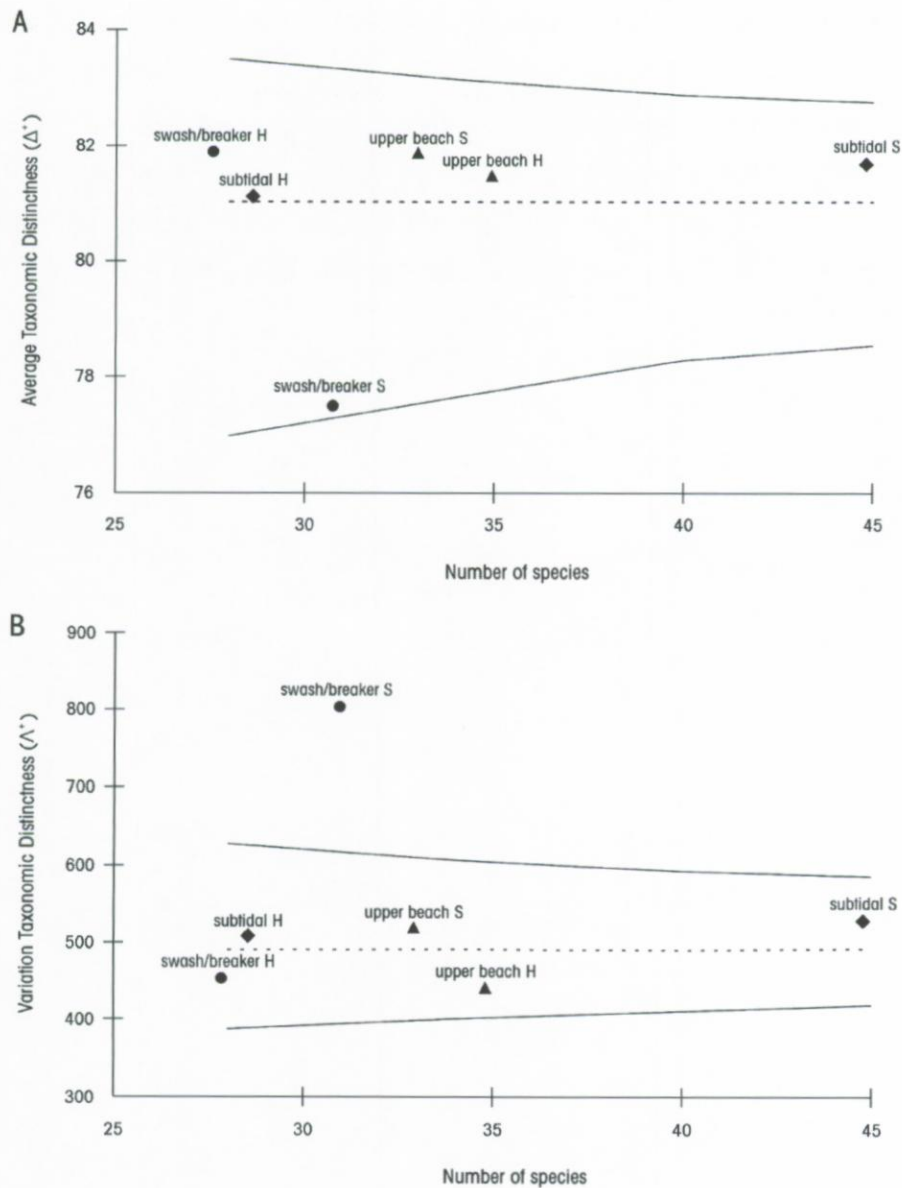 A
84
82
80
78
76
Average Taxonomic Distinctness (Δ⁺)
swash/breaker H
subtidal H
upper beach S
upper beach H
subtidal S
swash/breaker S
25 30 35 40 45
Number of species
B
900
800
700
600
500
400
300
Variation Taxonomic Distinctness (Λ⁺)
swash/breaker S
subtidal H
swash/breaker H
upper beach S
upper beach H
subtidal S
25 30 35 40 45
Number of species